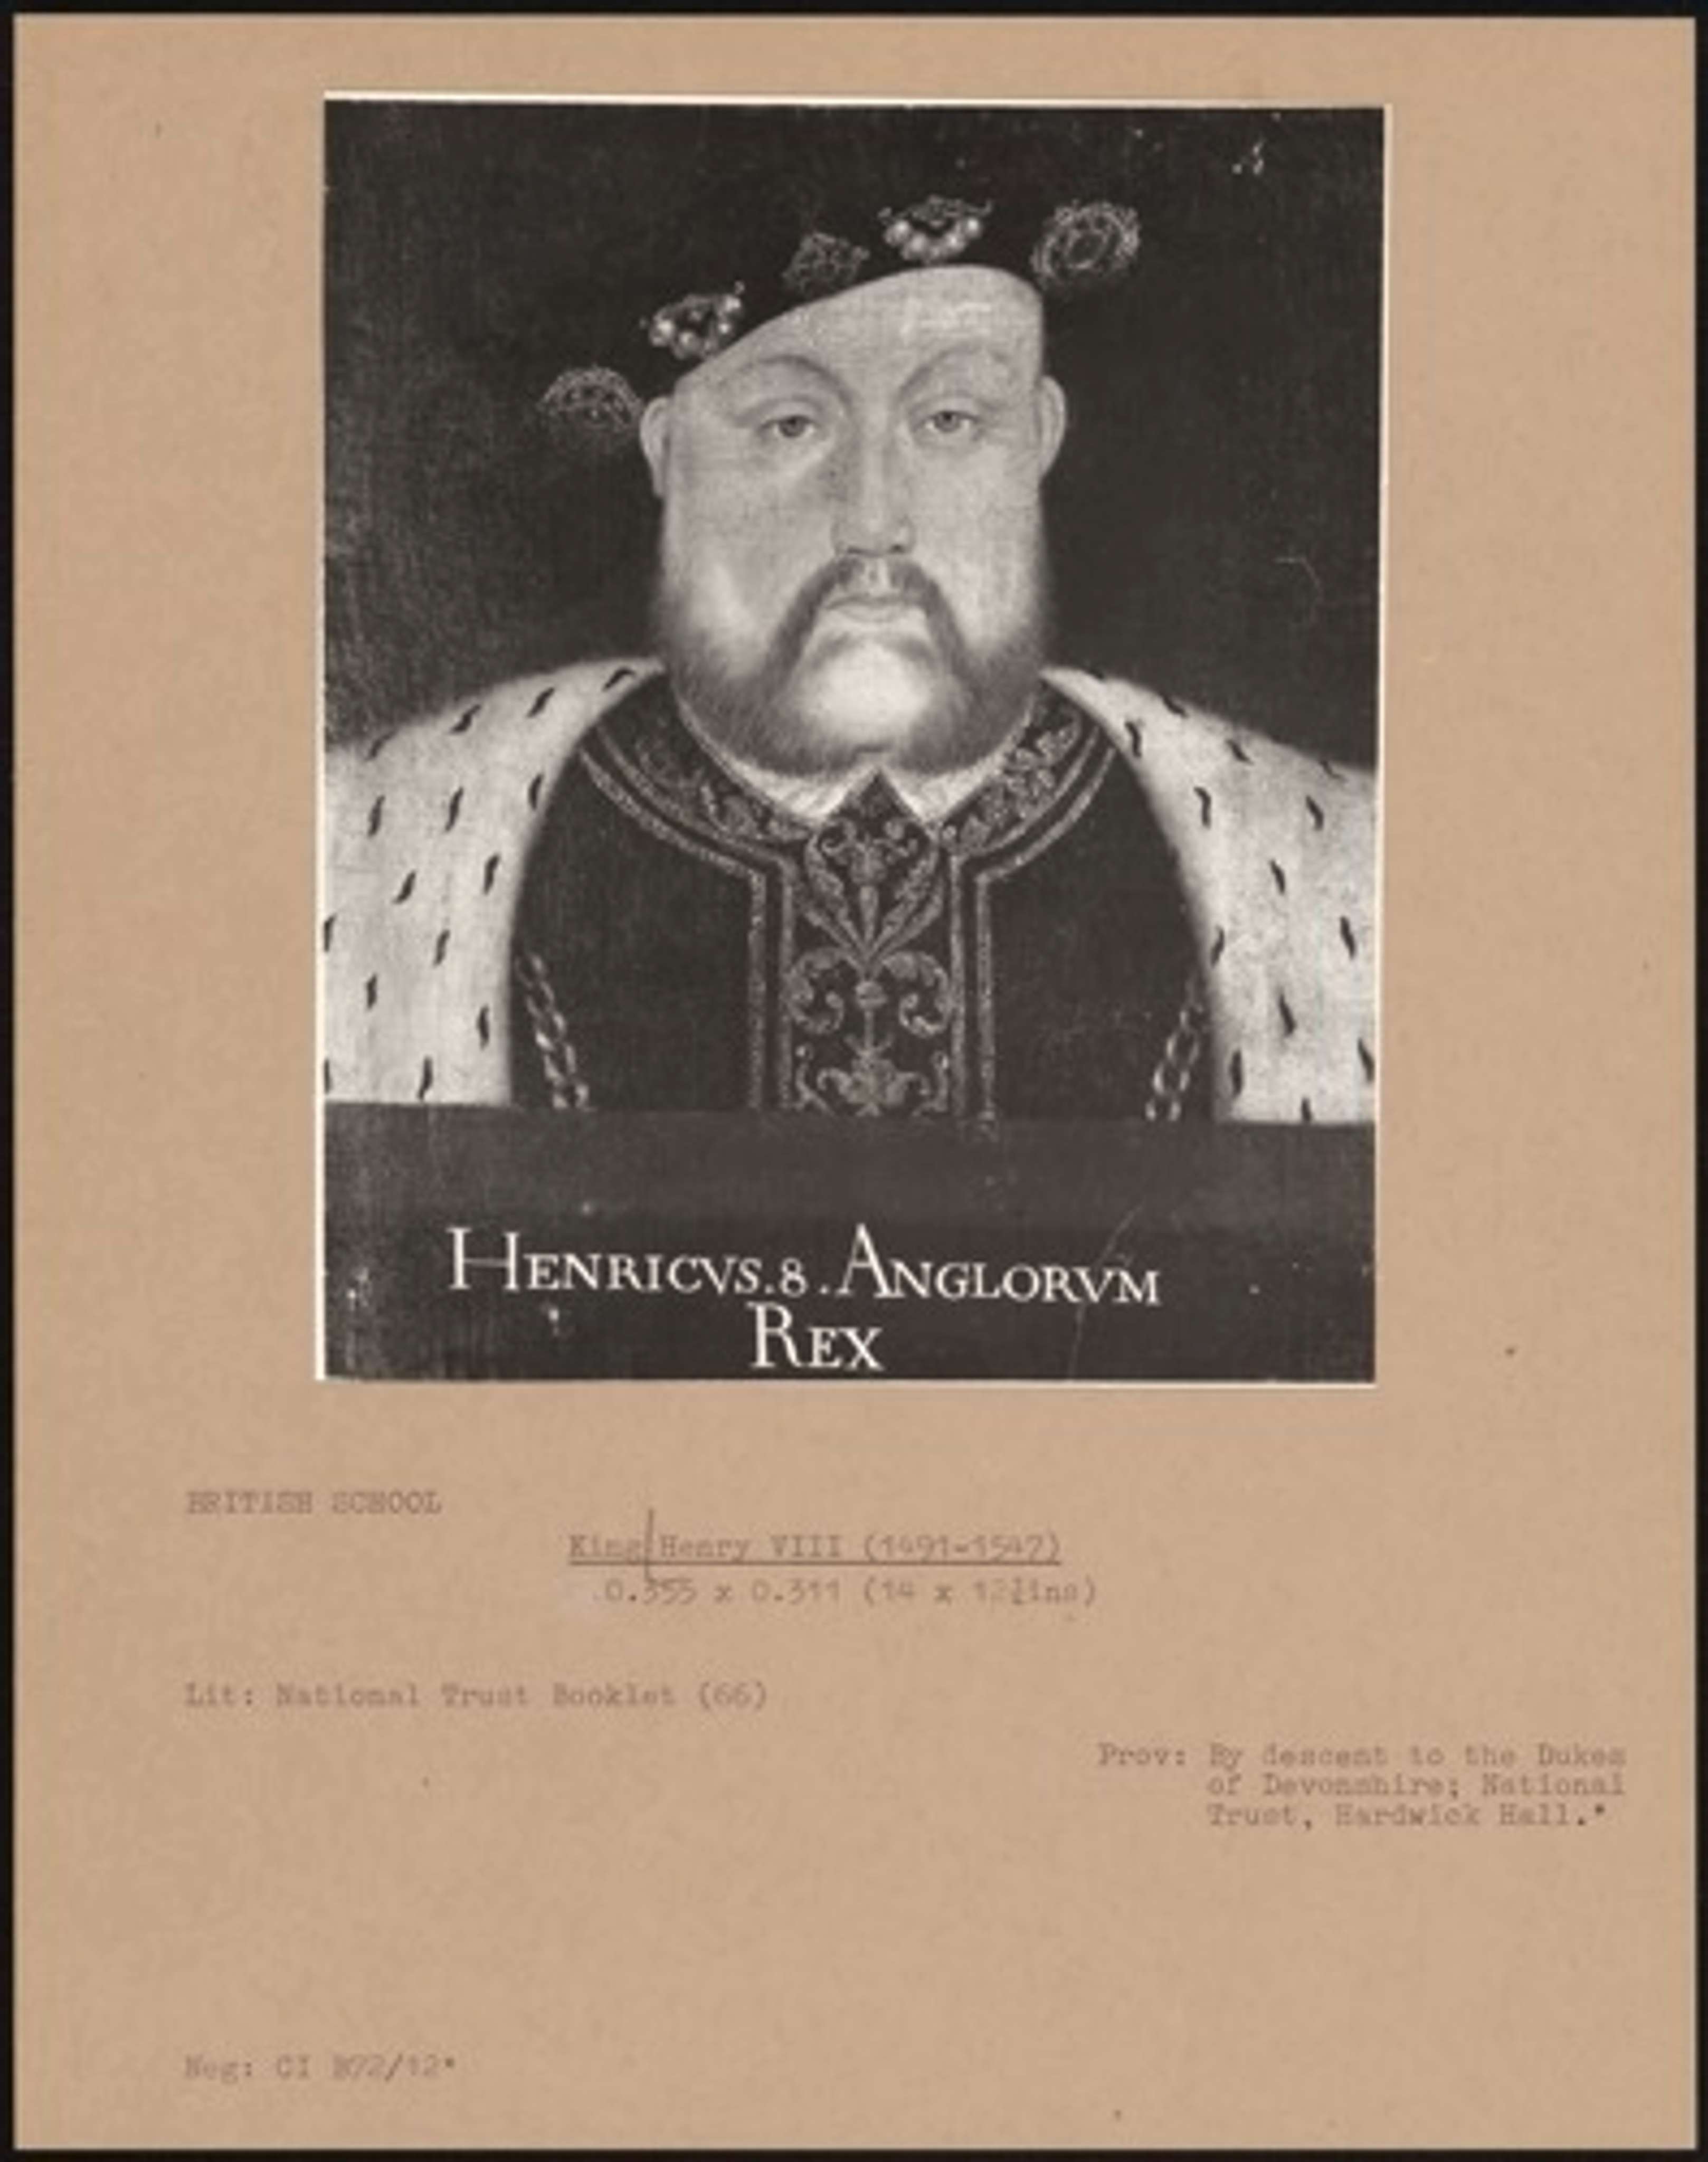 HENRICVS.8.ANGLORVM
REX
BRITISH SCHOOL
King Henry VIII (1491-1547)
0.355 x 0.311 (14 x 12¼ins)
Lit: National Trust Booklet (66)
Prov: By descent to the Dukes
of Devonshire; National
Trust, Hardwick Hall.*
Neg: CI B72/12*